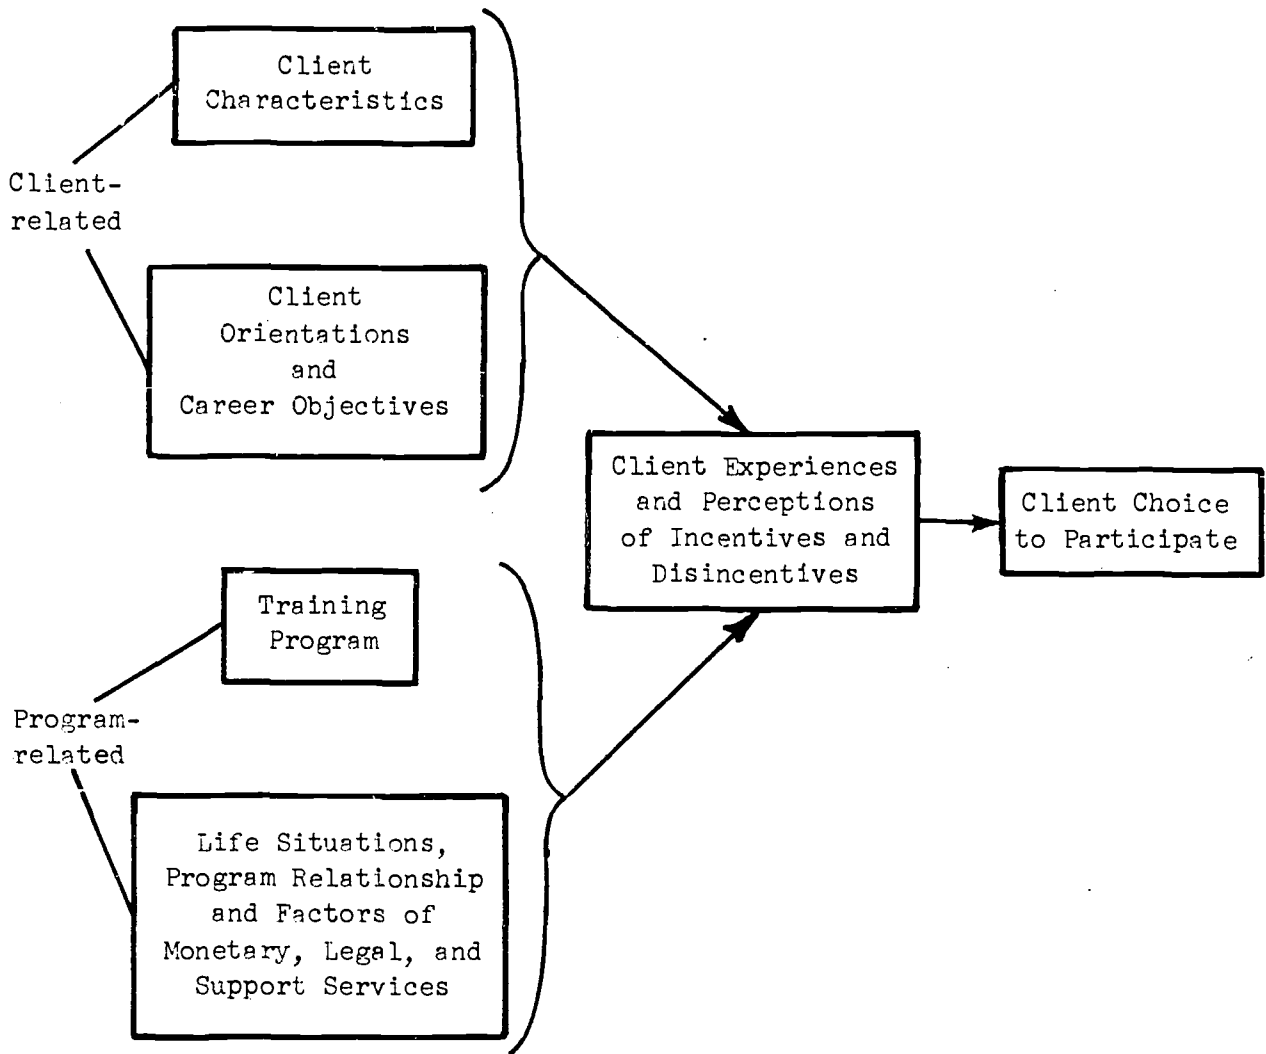 Client
Characteristics
Client-
related
Client
Orientations
and
Career Objectives
Client Experiences
and Perceptions
of Incentives and
Disincentives
Client Choice
to Participate
Training
Program
Program-
related
Life Situations,
Program Relationship
and Factors of
Monetary, Legal, and
Support Services